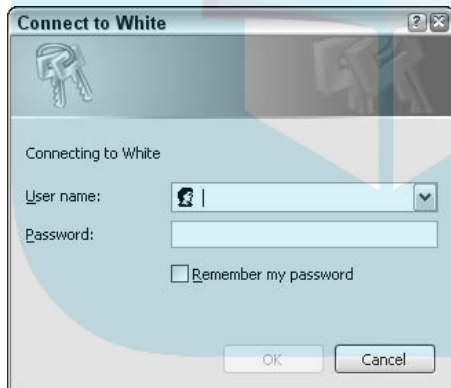 Connect to White
Connecting to White
User name:
Password:
Remember my password
OK
Cancel